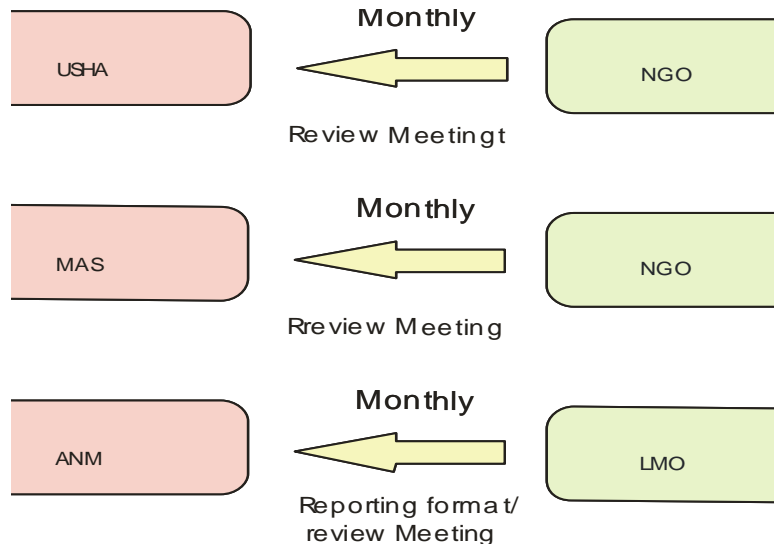 Monthly
USHA
NGO
Review Meetingt
Monthly
MAS
NGO
Rreview Meeting
Monthly
ANM
LMO
Reporting format/
review Meeting